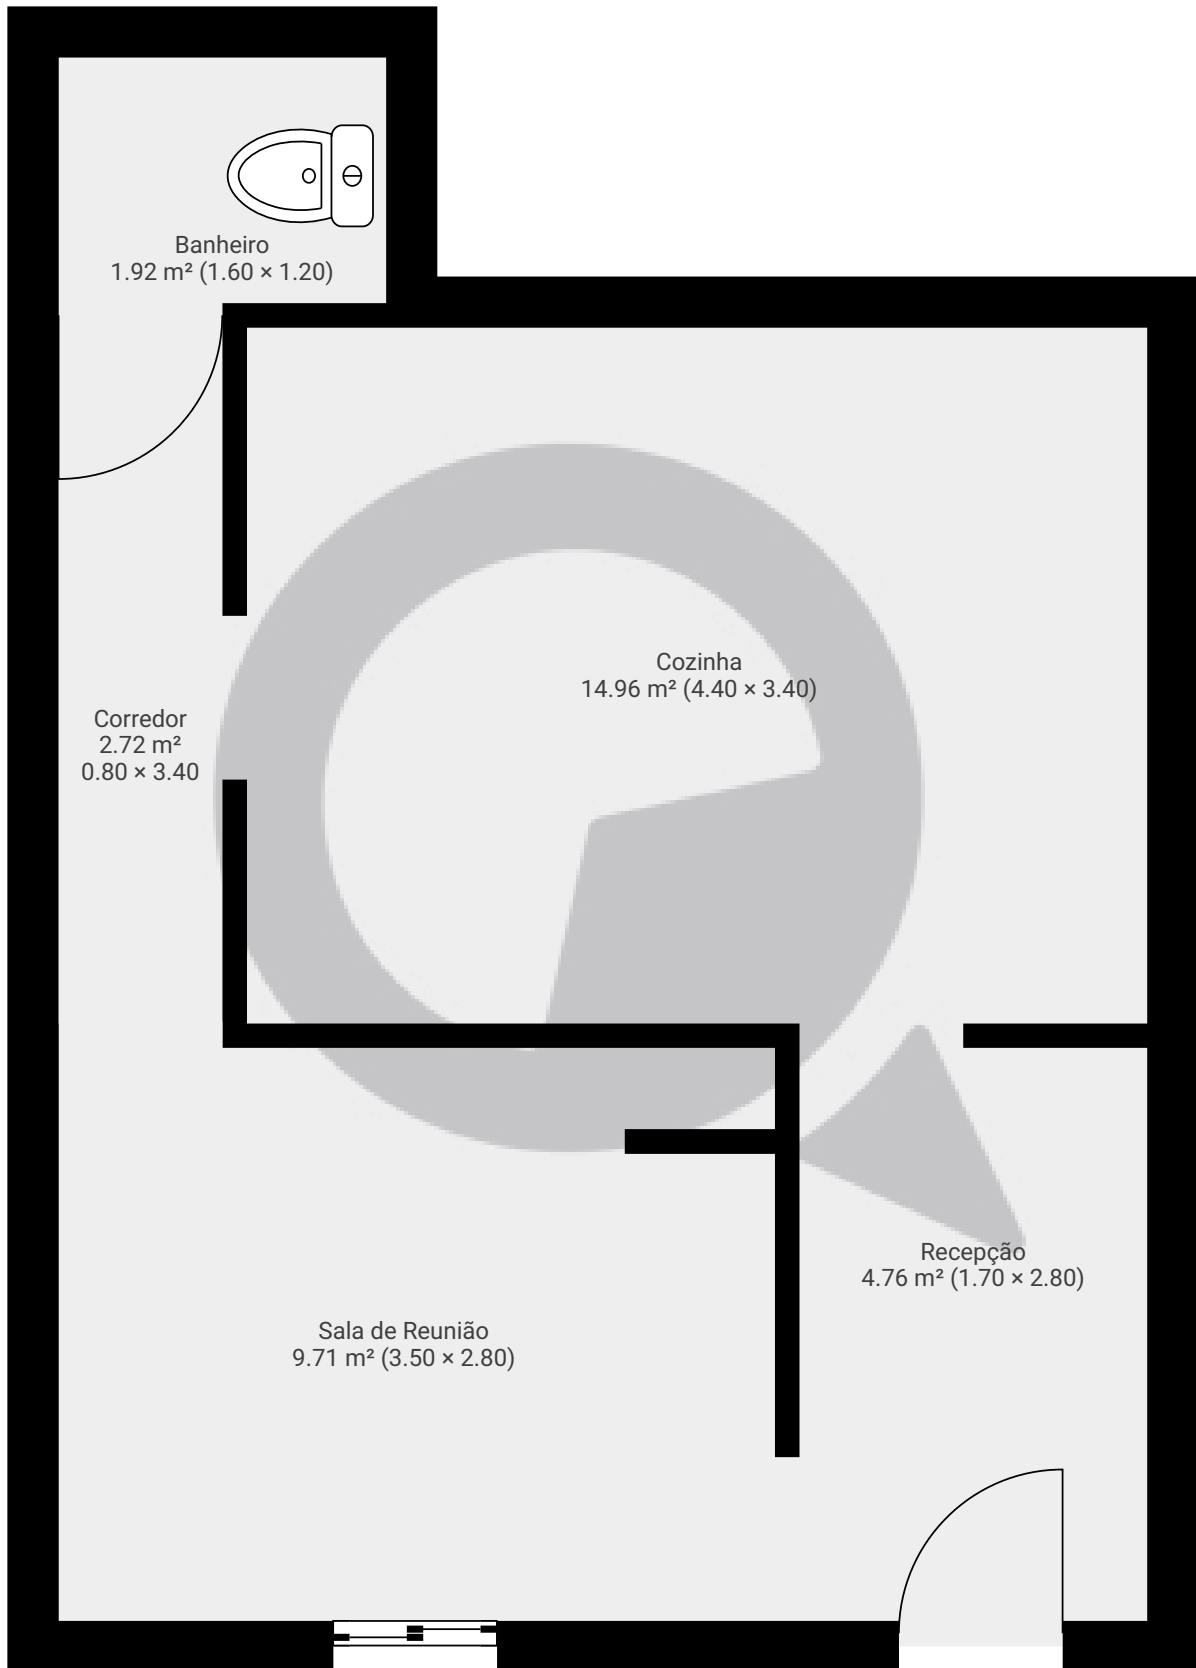 Banheiro
1.92 m² (1.60 × 1.20)
Cozinha
14.96 m² (4.40 × 3.40)
Corredor
2.72 m²
0.80 × 3.40
Recepção
4.76 m² (1.70 × 2.80)
Sala de Reunião
9.71 m² (3.50 × 2.80)